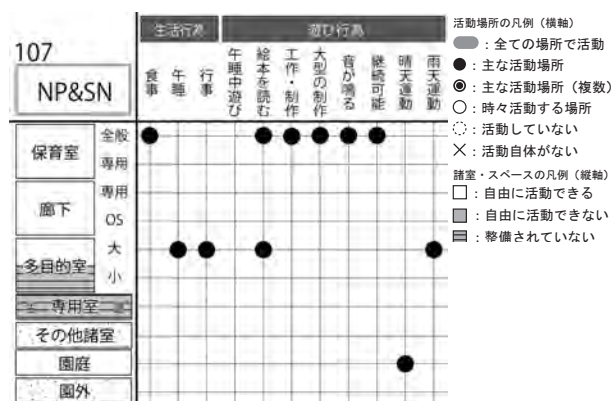 107
NP&SN
生活行為
遊び行為
食事
午睡
行事
午睡中遊び
絵本を読む
工作・制作
大型の制作
音が鳴る
継続可能
晴天運動
雨天運動
保育室
全般
専用
廊下
専用
OS
多目的室
大
小
専用室
その他諸室
園庭
園外
活動場所の凡例（横軸）
：全ての場所で活動
：主な活動場所
：主な活動場所（複数）
：時々活動する場所
：活動していない
：活動自体がない
諸室・スペースの凡例（縦軸）
：自由に活動できる
：自由に活動できない
：整備されていない